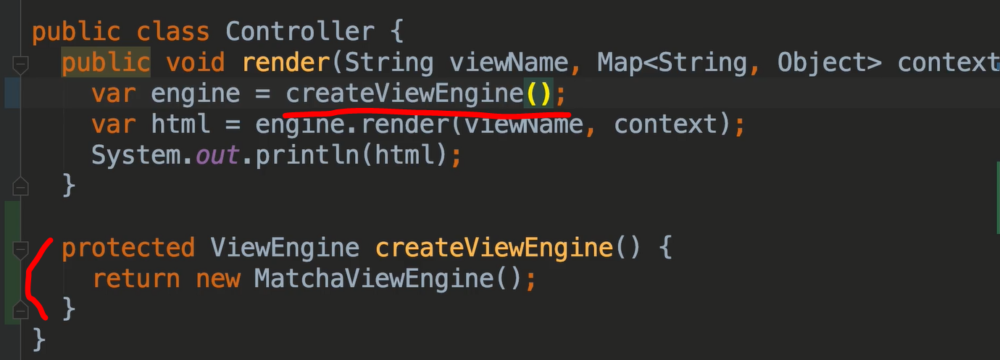 public class Controller {
public void render(String viewName, Map<String, Object> context
var engine = createViewEngine();
var html = engine.render(viewName, context);
System.out.println(html);
}
protected ViewEngine createViewEngine() {
return new MatchaViewEngine();
}
}